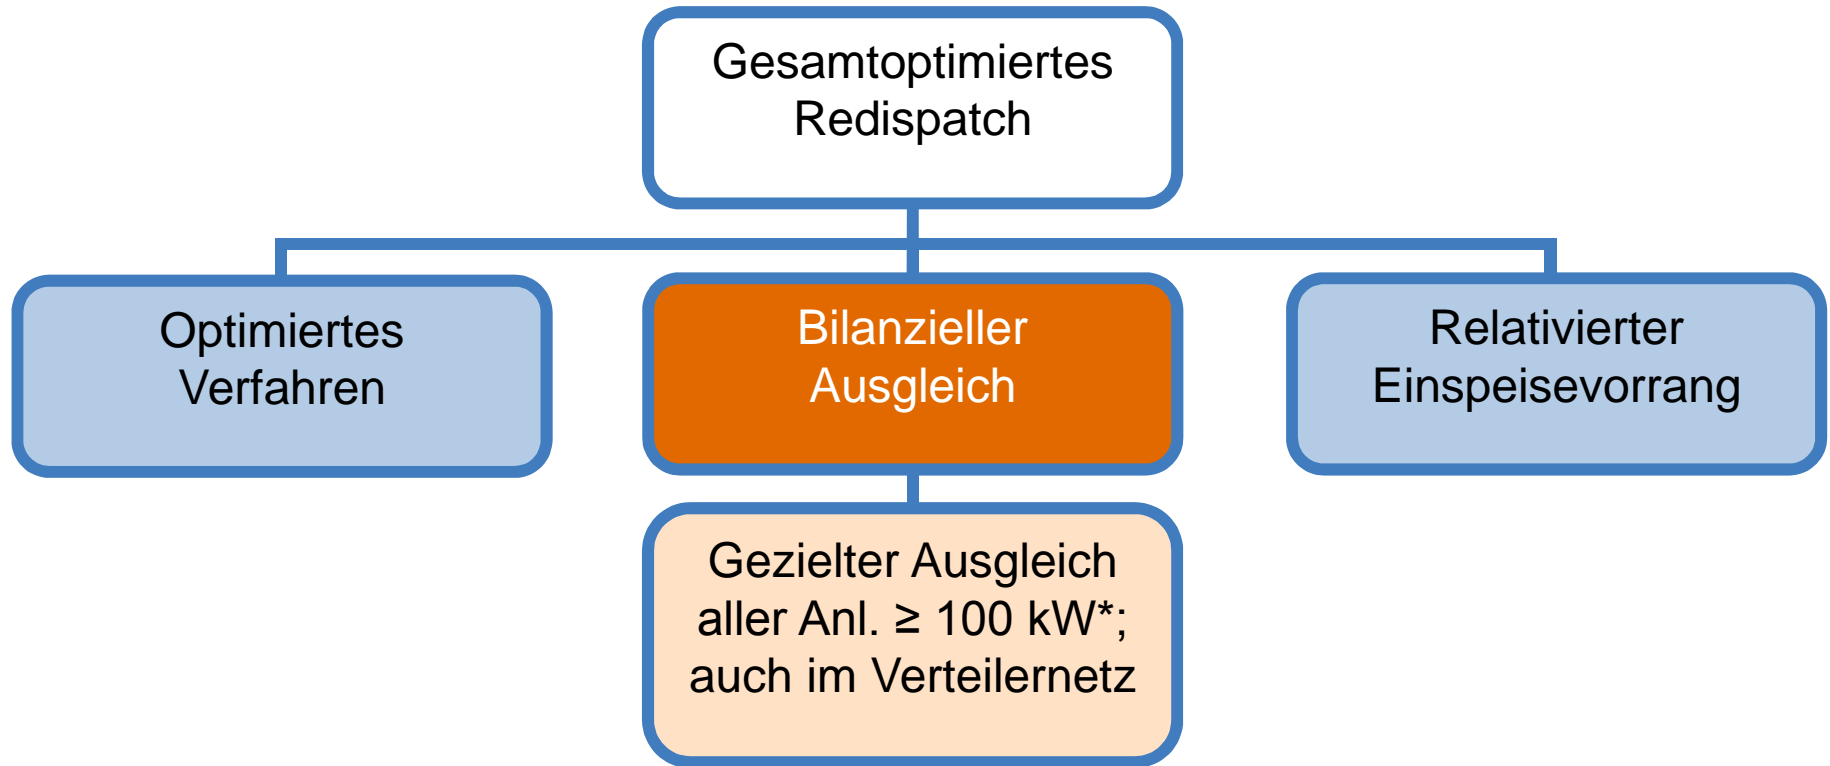 Gesamtoptimiertes
Redispatch
Optimiertes
Verfahren
Bilanzieller
Ausgleich
Relativierter
Einspeisevorrang
Gezielter Ausgleich
aller Anl. ≥ 100 kW*;
auch im Verteilernetz